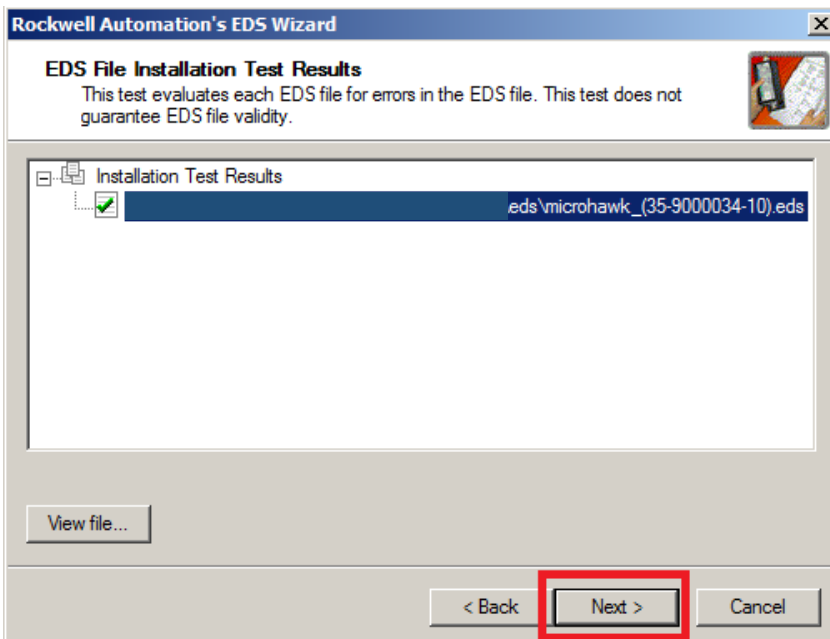 Rockwell Automation's EDS Wizard
EDS File Installation Test Results
This test evaluates each EDS file for errors in the EDS file. This test does not
guarantee EDS file validity.
Installation Test Results
\eds\microhawk_(35-9000034-10).eds
View file...
< Back
Next >
Cancel